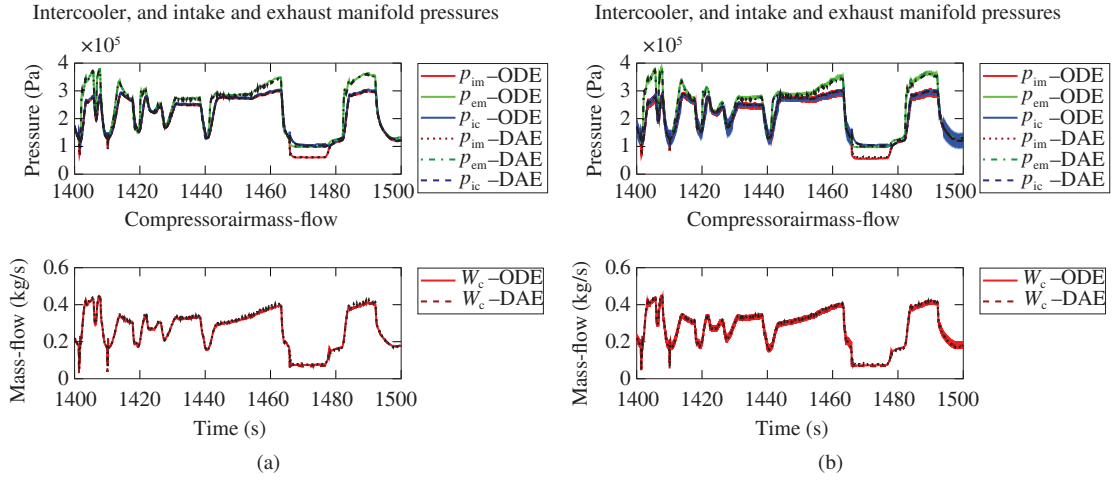 Intercooler, and intake and exhaust manifold pressures
×10⁵
Pressure (Pa)
4
3
2
1
0
1400 1420 1440 1460 1480 1500
p_im–ODE
p_em–ODE
p_ic–ODE
p_im–DAE
p_em–DAE
p_ic –DAE
Compressorairmass-flow
Mass-flow (kg/s)
0.6
0.4
0.2
0
1400 1420 1440 1460 1480 1500
W_c–ODE
W_c–DAE
Time (s)
(a)
Intercooler, and intake and exhaust manifold pressures
×10⁵
Pressure (Pa)
4
3
2
1
0
1400 1420 1440 1460 1480 1500
p_im–ODE
p_em–ODE
p_ic–ODE
p_im–DAE
p_em–DAE
p_ic –DAE
Compressorairmass-flow
Mass-flow (kg/s)
0.6
0.4
0.2
0
1400 1420 1440 1460 1480 1500
W_c–ODE
W_c–DAE
Time (s)
(b)